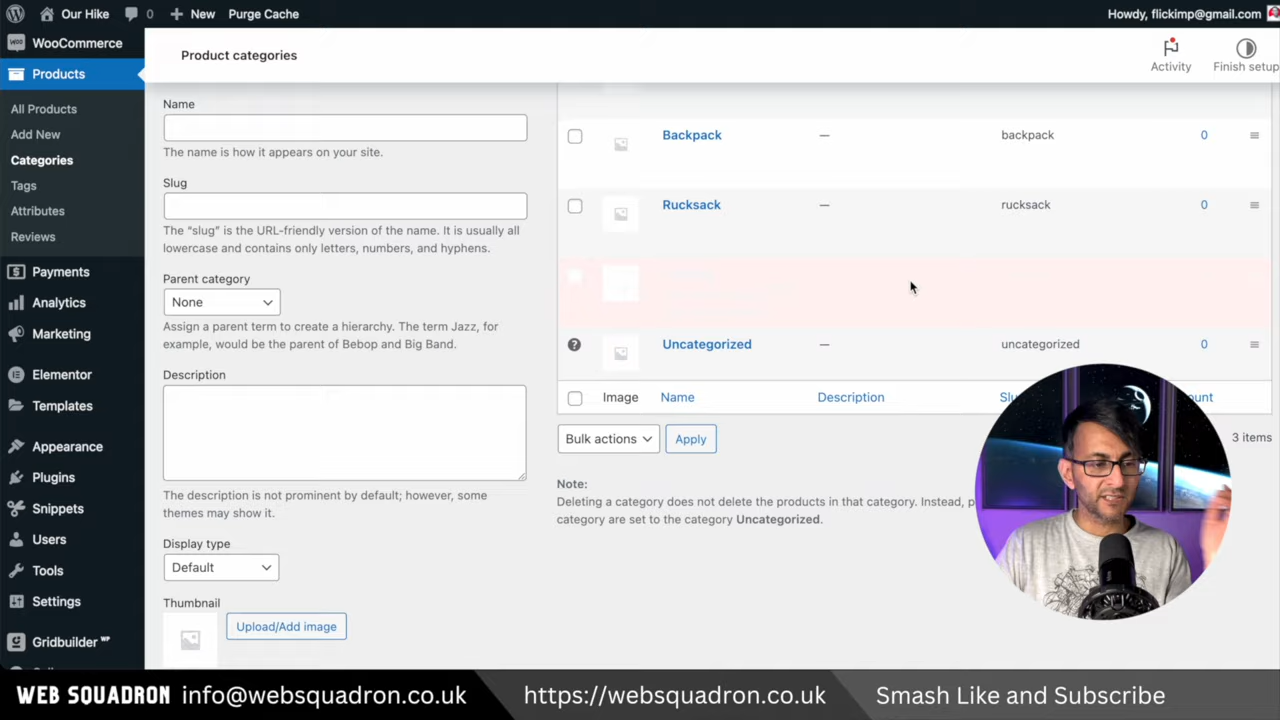 Our Hike
0
New
Purge Cache
Howdy, flickimp@gmail.com
WooCommerce
Products
All Products
Add New
Categories
Tags
Attributes
Reviews
Payments
Analytics
Marketing
Elementor
Templates
Appearance
Plugins
Snippets
Users
Tools
Settings
Gridbuilder WP
Product categories
Activity
Finish setup
Name
The name is how it appears on your site.
Slug
The “slug” is the URL-friendly version of the name. It is usually all
lowercase and contains only letters, numbers, and hyphens.
Parent category
None
Assign a parent term to create a hierarchy. The term Jazz, for
example, would be the parent of Bebop and Big Band.
Description
The description is not prominent by default; however, some
themes may show it.
Display type
Default
Thumbnail
Upload/Add image
Backpack — backpack 0
Rucksack — rucksack 0
? Uncategorized — uncategorized 0
Image Name Description
Bulk actions Apply
3 items
Note:
Deleting a category does not delete the products in that category. Instead,
category are set to the category Uncategorized.
WEB SQUADRON info@websquadron.co.uk https://websquadron.co.uk Smash Like and Subscribe